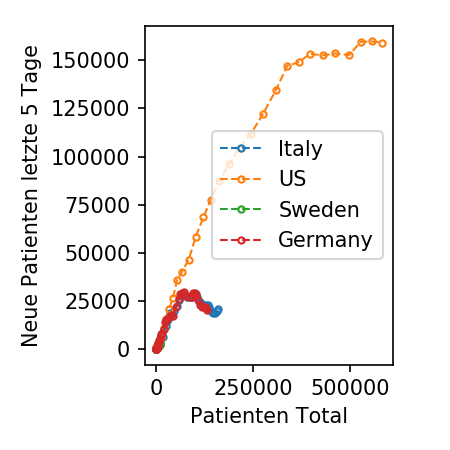 Neue Patienten letzte 5 Tage
150000
125000
100000
75000
50000
25000
0
Italy
US
Sweden
Germany
0
250000
500000
Patienten Total